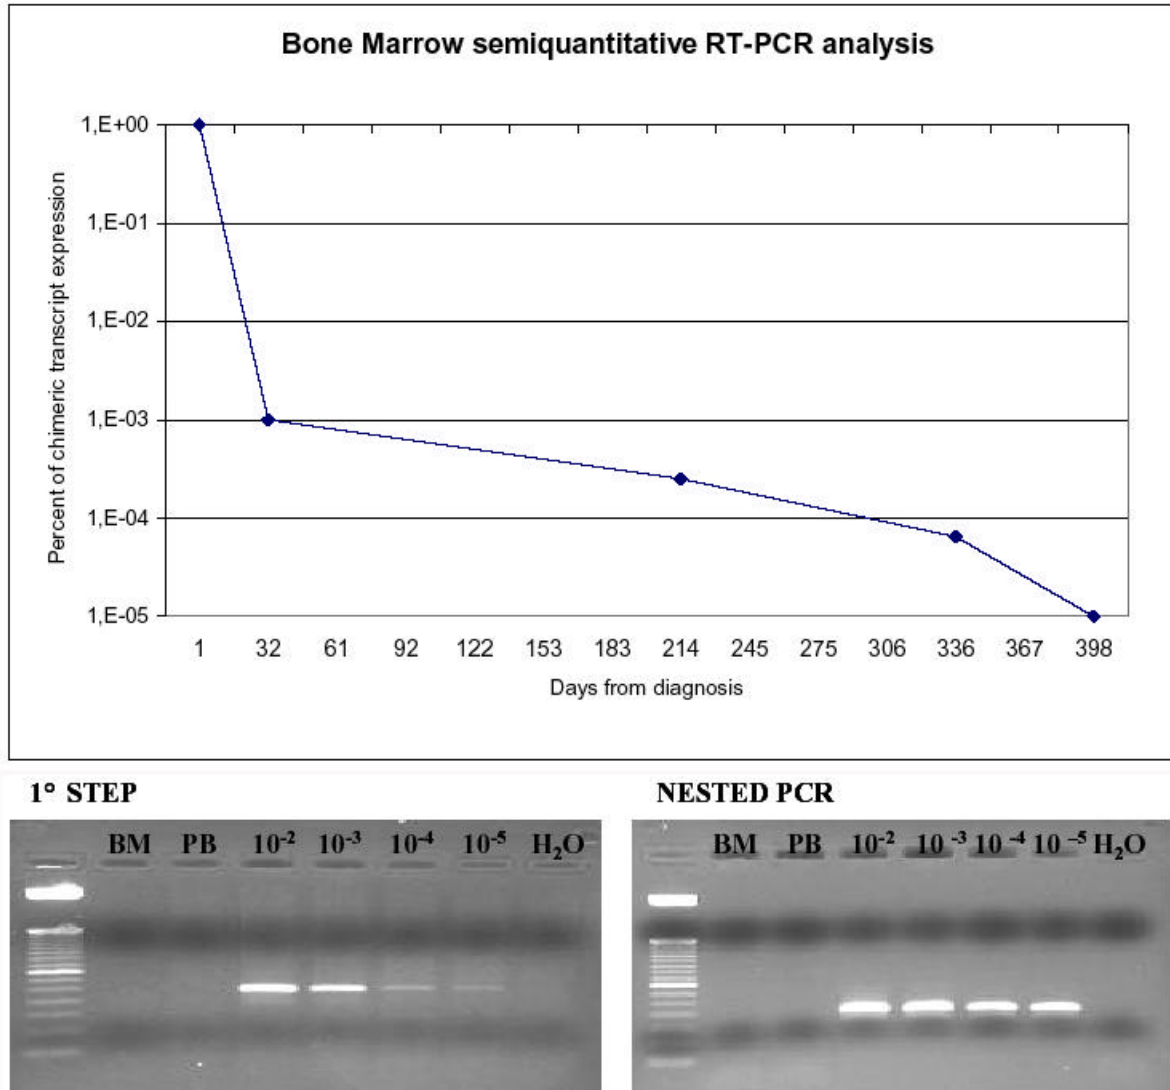 Bone Marrow semiquantitative RT-PCR analysis
Percent of chimeric transcript expression
1,E+00
1,E-01
1,E-02
1,E-03
1,E-04
1,E-05
1 32 61 92 122 153 183 214 245 275 306 336 367 398
Days from diagnosis
1° STEP
BM PB 10⁻² 10⁻³ 10⁻⁴ 10⁻⁵ H₂O
NESTED PCR
BM PB 10⁻² 10⁻³ 10⁻⁴ 10⁻⁵ H₂O